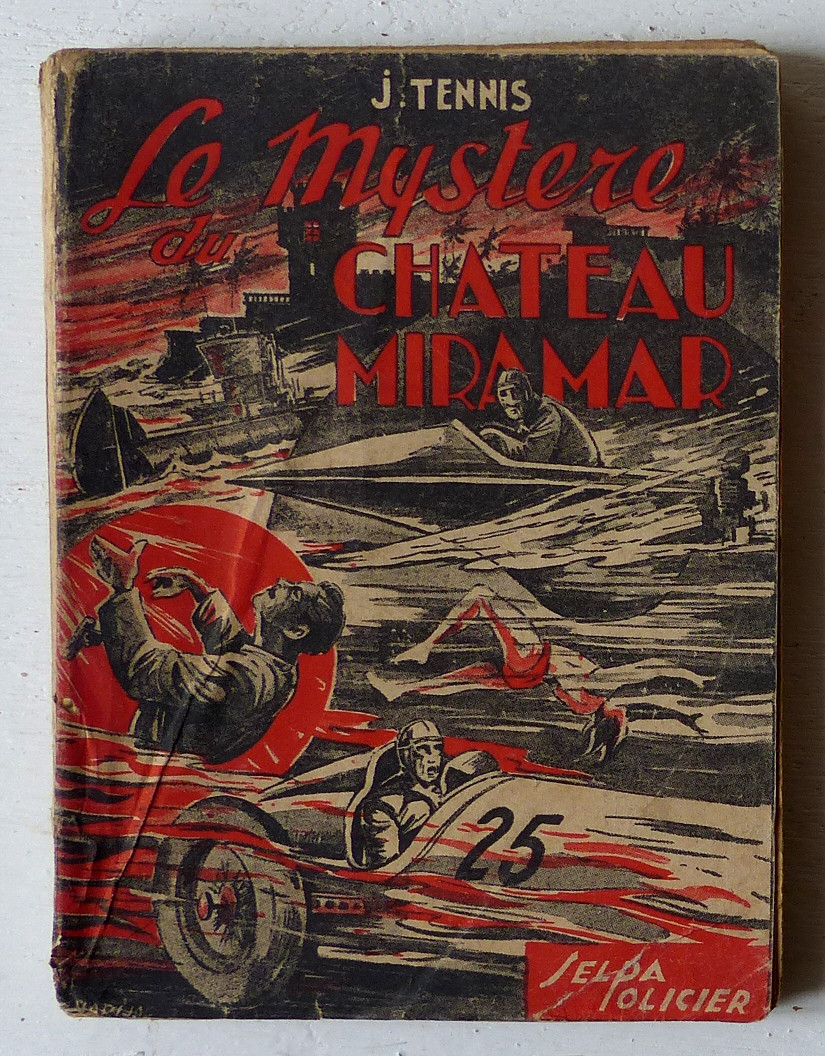 J. TENNIS
Le Mystere
du CHATEAU
MIRAMAR
25
SELPA
POLICIER